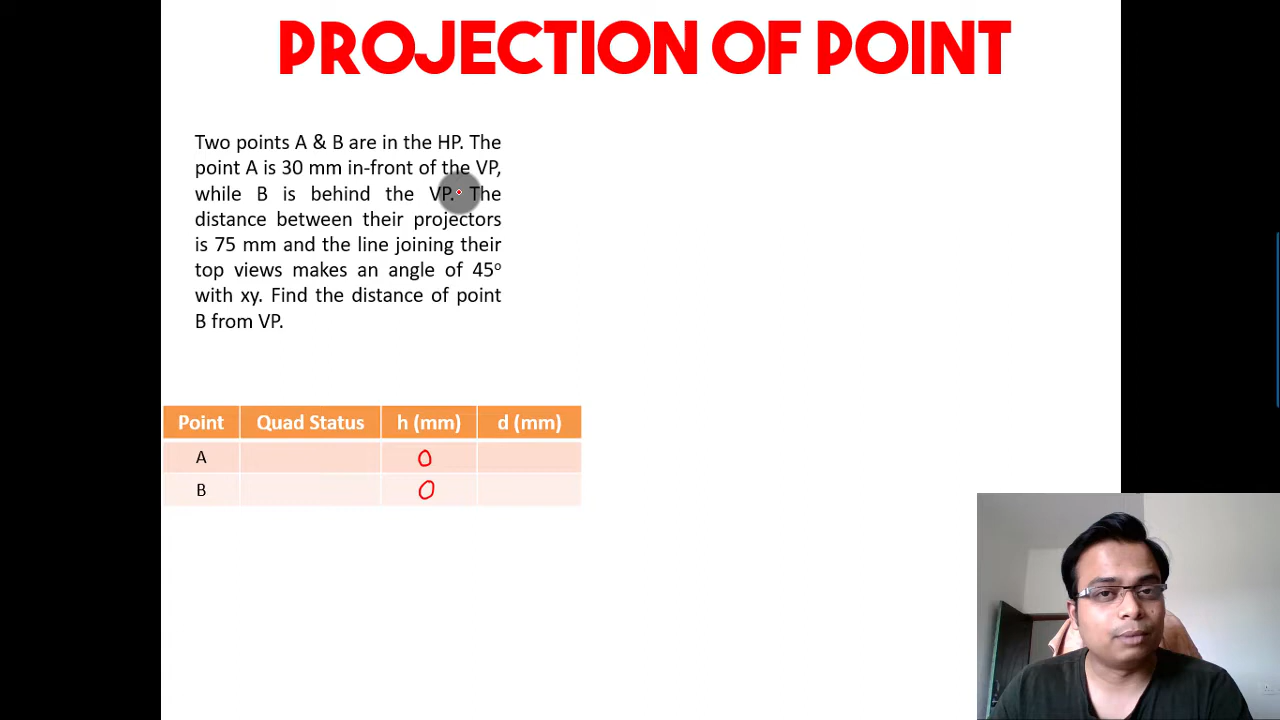 PROJECTION OF POINT
Two points A & B are in the HP. The
point A is 30 mm in-front of the VP,
while B is behind the VP. The
distance between their projectors
is 75 mm and the line joining their
top views makes an angle of 45º
with xy. Find the distance of point
B from VP.
Point Quad Status h (mm) d (mm)
A 0
B 0